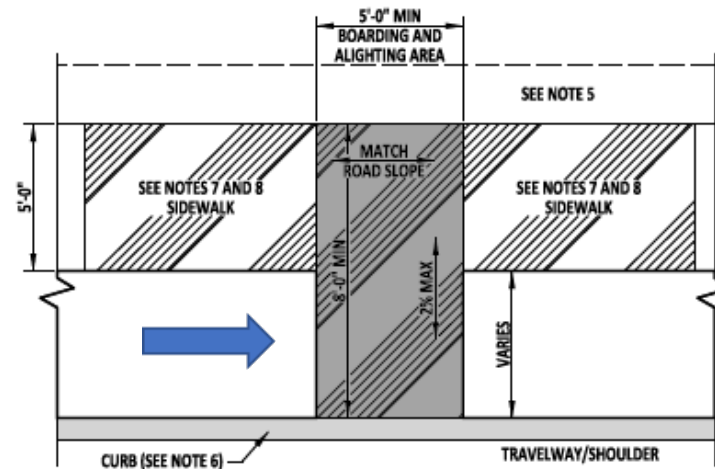 5'-0" MIN
BOARDING AND
ALIGHTING AREA
SEE NOTE 5
5'-0"
SEE NOTES 7 AND 8
SIDEWALK
MATCH
ROAD SLOPE
SEE NOTES 7 AND 8
SIDEWALK
8'-0" MIN
2% MAX
VARIES
CURB (SEE NOTE 6)
TRAVELWAY/SHOULDER